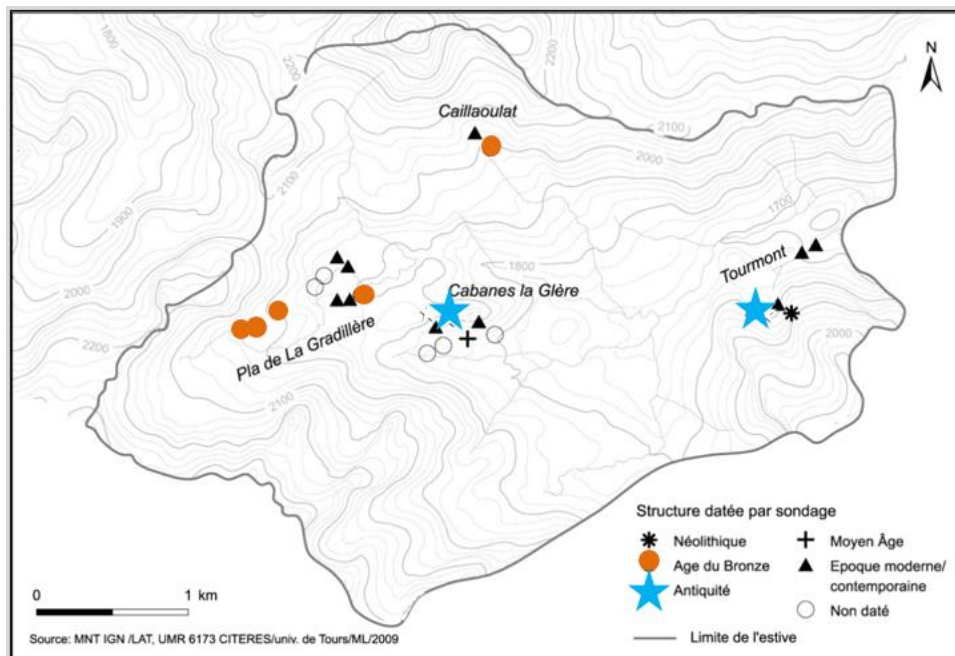 1800
2200
2200
N
Caillaoulat
2100
2000
2100
1900
1700
Tourmont
1800
2000
Cabanes la Glère
2200
Pla de La Gradillère
2000
2100
Structure datée par sondage
Néolithique
Moyen Âge
Age du Bronze
Epoque moderne/
contemporaine
Antiquité
Non daté
0
1 km
Limite de l'estive
Source: MNT IGN /LAT, UMR 6173 CITERES/univ. de Tours/ML/2009